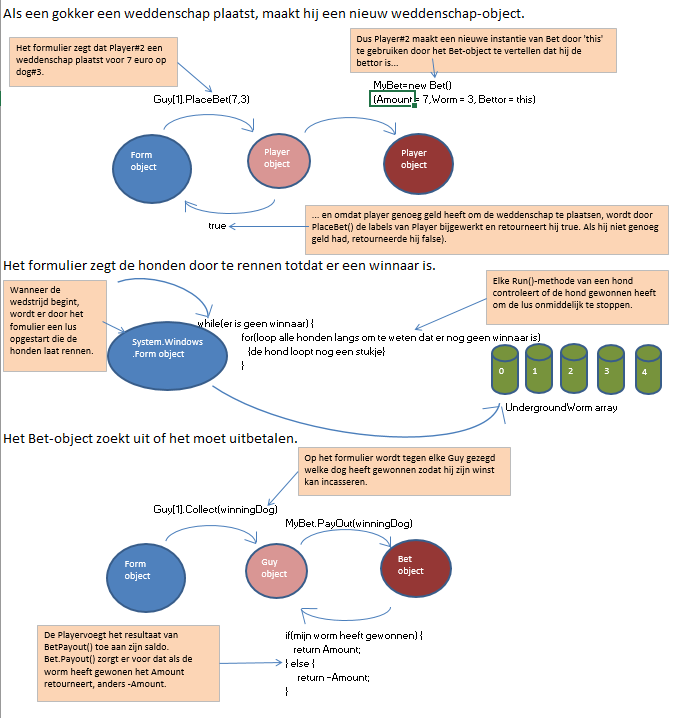 Als een gokker een weddenschap plaatst, maakt hij een nieuw weddenschap-object.
Het formulier zegt dat Player#2 een
weddenschap plaatst voor 7 euro op
dog#3.
Dus Player#2 maakt een nieuwe instantie van Bet door 'this'
te gebruiken door het Bet-object te vertellen dat hij de
bettor is...
Guy[1].PlaceBet(7,3)
MyBet=new Bet()
(Amount = 7,Worm = 3, Bettor = this)
Form
object
Player
object
Player
object
true
... en omdat player genoeg geld heeft om de weddenschap te plaatsen, wordt door
PlaceBet() de labels van Player bijgewerkt en retourneert hij true. Als hij niet genoeg
geld had, retourneerde hij false).
Het formulier zegt de honden door te rennen totdat er een winnaar is.
Wanneer de
wedstrijd begint,
wordt er door het
fomulier een lus
opgestart die de
honden laat rennen.
Elke Run()-methode van een hond
controleert of de hond gewonnen heeft
om de lus onmiddelijk te stoppen.
System.Windows
.Form object
while(er is geen winnaar) {
for(loop alle honden langs om te weten dat er nog geen winnaar is)
{de hond loopt nog een stukje}
}
0 1 2 3 4
UndergroundWorm array
Het Bet-object zoekt uit of het moet uitbetalen.
Op het formulier wordt tegen elke Guy gezegd
welke dog heeft gewonnen zodat hij zijn winst
kan incasseren.
Guy[1].Collect(winningDog)
MyBet.PayOut(winningDog)
Form
object
Guy
object
Bet
object
De Playervoegt het resultaat van
BetPayout() toe aan zijn saldo.
Bet.Payout() zorgt er voor dat als de
worm heeft gewonen het Amount
retourneert, anders -Amount.
if(mijn worm heeft gewonnen) {
return Amount;
} else {
return -Amount;
}